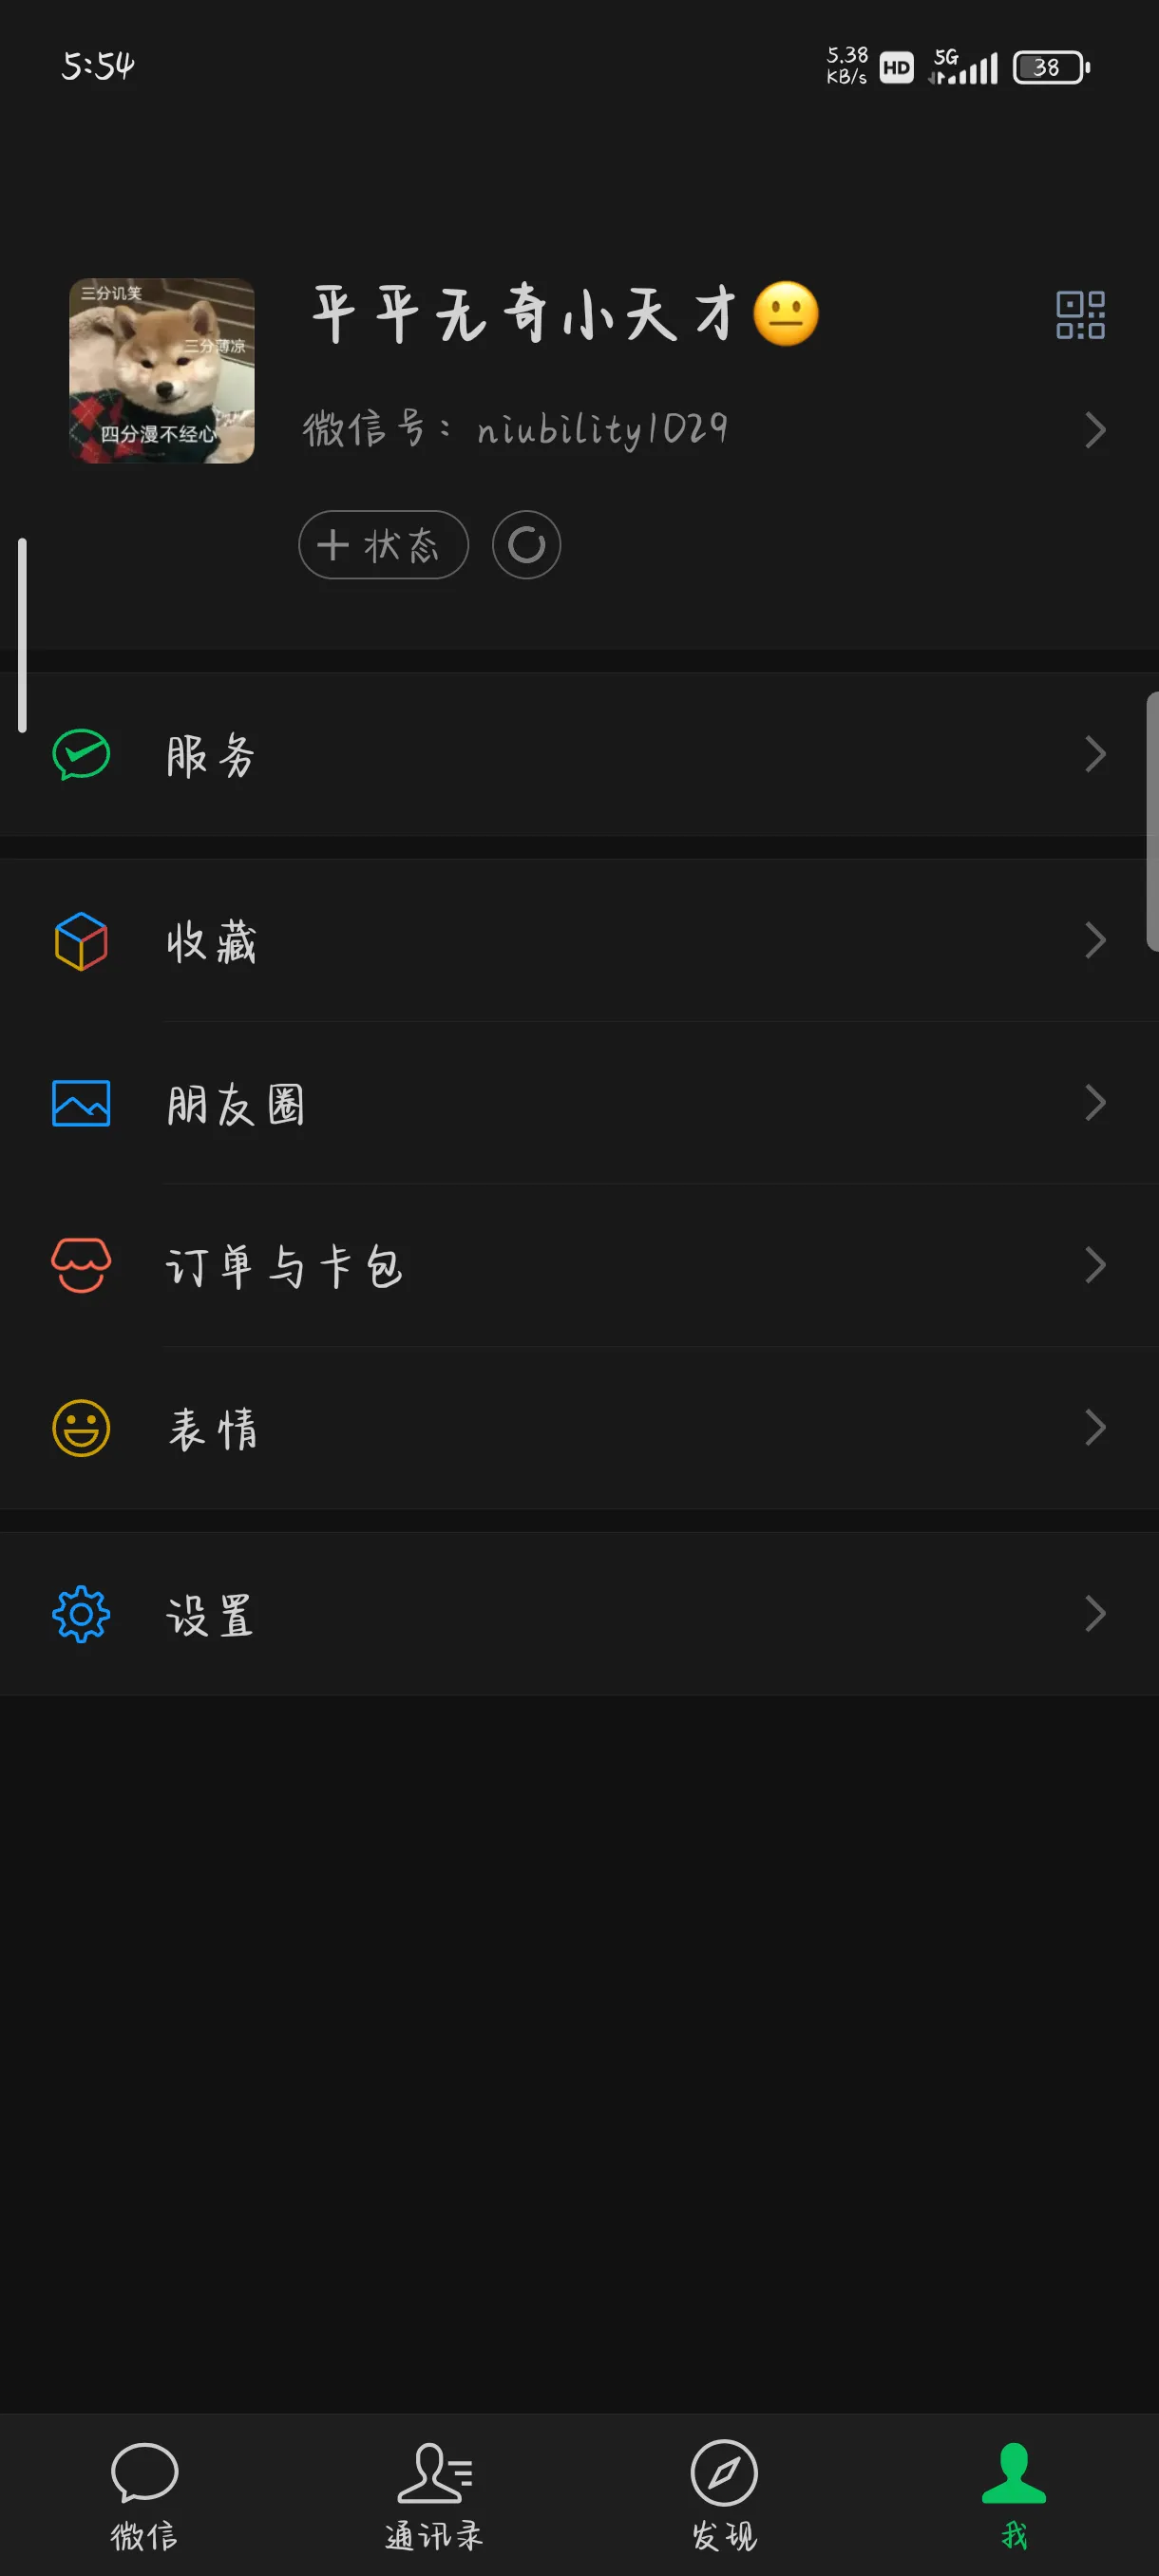 5:54
5.38 KB/s HD 5G 38
三分讥笑
三分薄凉
四分漫不经心
平平无奇小天才😐
微信号：niubility1029
+ 状态
服务
收藏
朋友圈
订单与卡包
表情
设置
微信 通讯录 发现 我